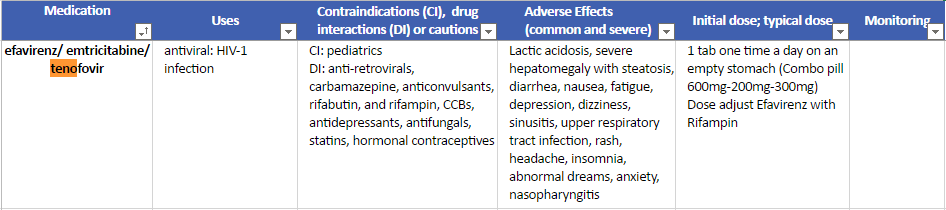 Medication
Uses
Contraindications (CI), drug
interactions (DI) or cautions
Adverse Effects
(common and severe)
Initial dose; typical dose
Monitoring
efavirenz/ emtricitabine/
tenofovir
antiviral: HIV-1
infection
CI: pediatrics
DI: anti-retrovirals,
carbamazepine, anticonvulsants,
rifabutin, and rifampin, CCBs,
antidepressants, antifungals,
statins, hormonal contraceptives
Lactic acidosis, severe
hepatomegaly with steatosis,
diarrhea, nausea, fatigue,
depression, dizziness,
sinusitis, upper respiratory
tract infection, rash,
headache, insomnia,
abnormal dreams, anxiety,
nasopharyngitis
1 tab one time a day on an
empty stomach (Combo pill
600mg-200mg-300mg)
Dose adjust Efavirenz with
Rifampin